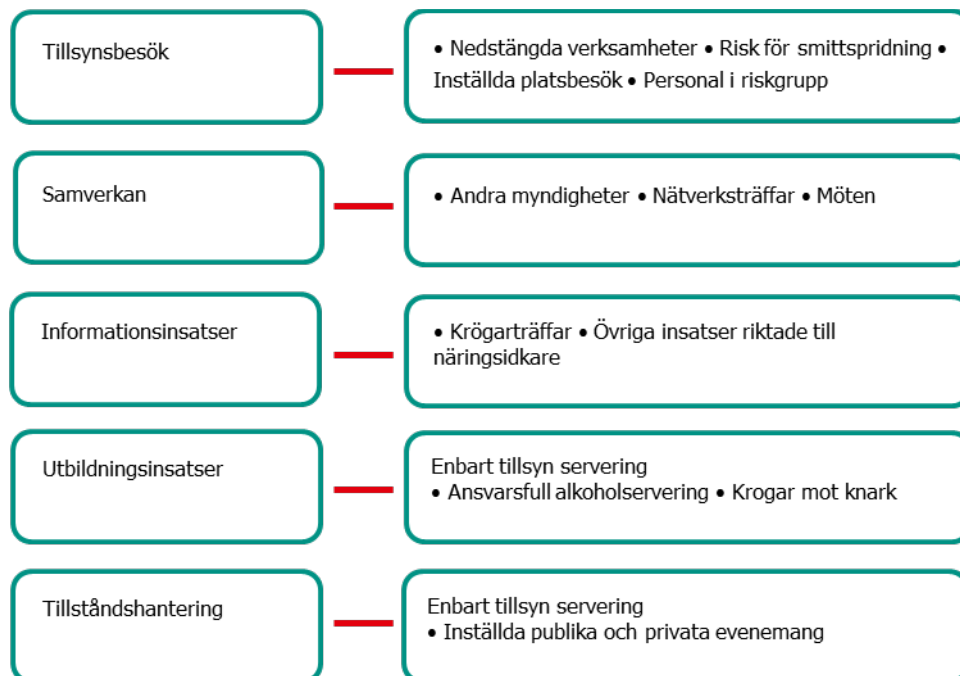 Tillsynsbesök
• Nedstängda verksamheter • Risk för smittspridning •
Inställda platsbesök • Personal i riskgrupp
Samverkan
• Andra myndigheter • Nätverksträffar • Möten
Informationsinsatser
• Krögarträffar • Övriga insatser riktade till
näringsidkare
Utbildningsinsatser
Enbart tillsyn servering
• Ansvarsfull alkoholservering • Krogar mot knark
Tillståndshantering
Enbart tillsyn servering
• Inställda publika och privata evenemang